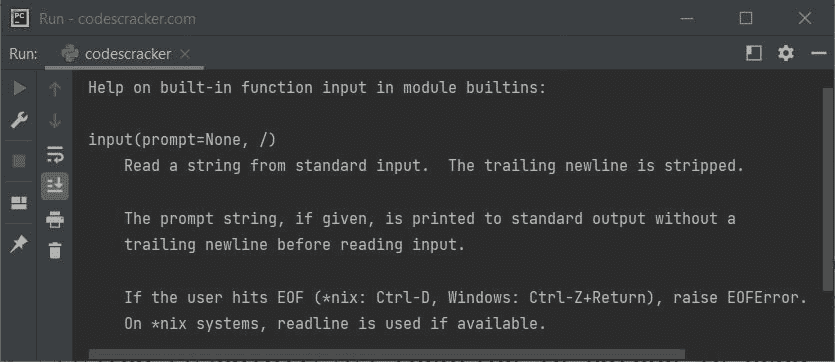 PC
Run - codescracker.com
Run:
codescracker
Help on built-in function input in module builtins:
input(prompt=None, /)
Read a string from standard input.  The trailing newline is stripped.
The prompt string, if given, is printed to standard output without a
trailing newline before reading input.
If the user hits EOF (*nix: Ctrl-D, Windows: Ctrl-Z+Return), raise EOFError.
On *nix systems, readline is used if available.